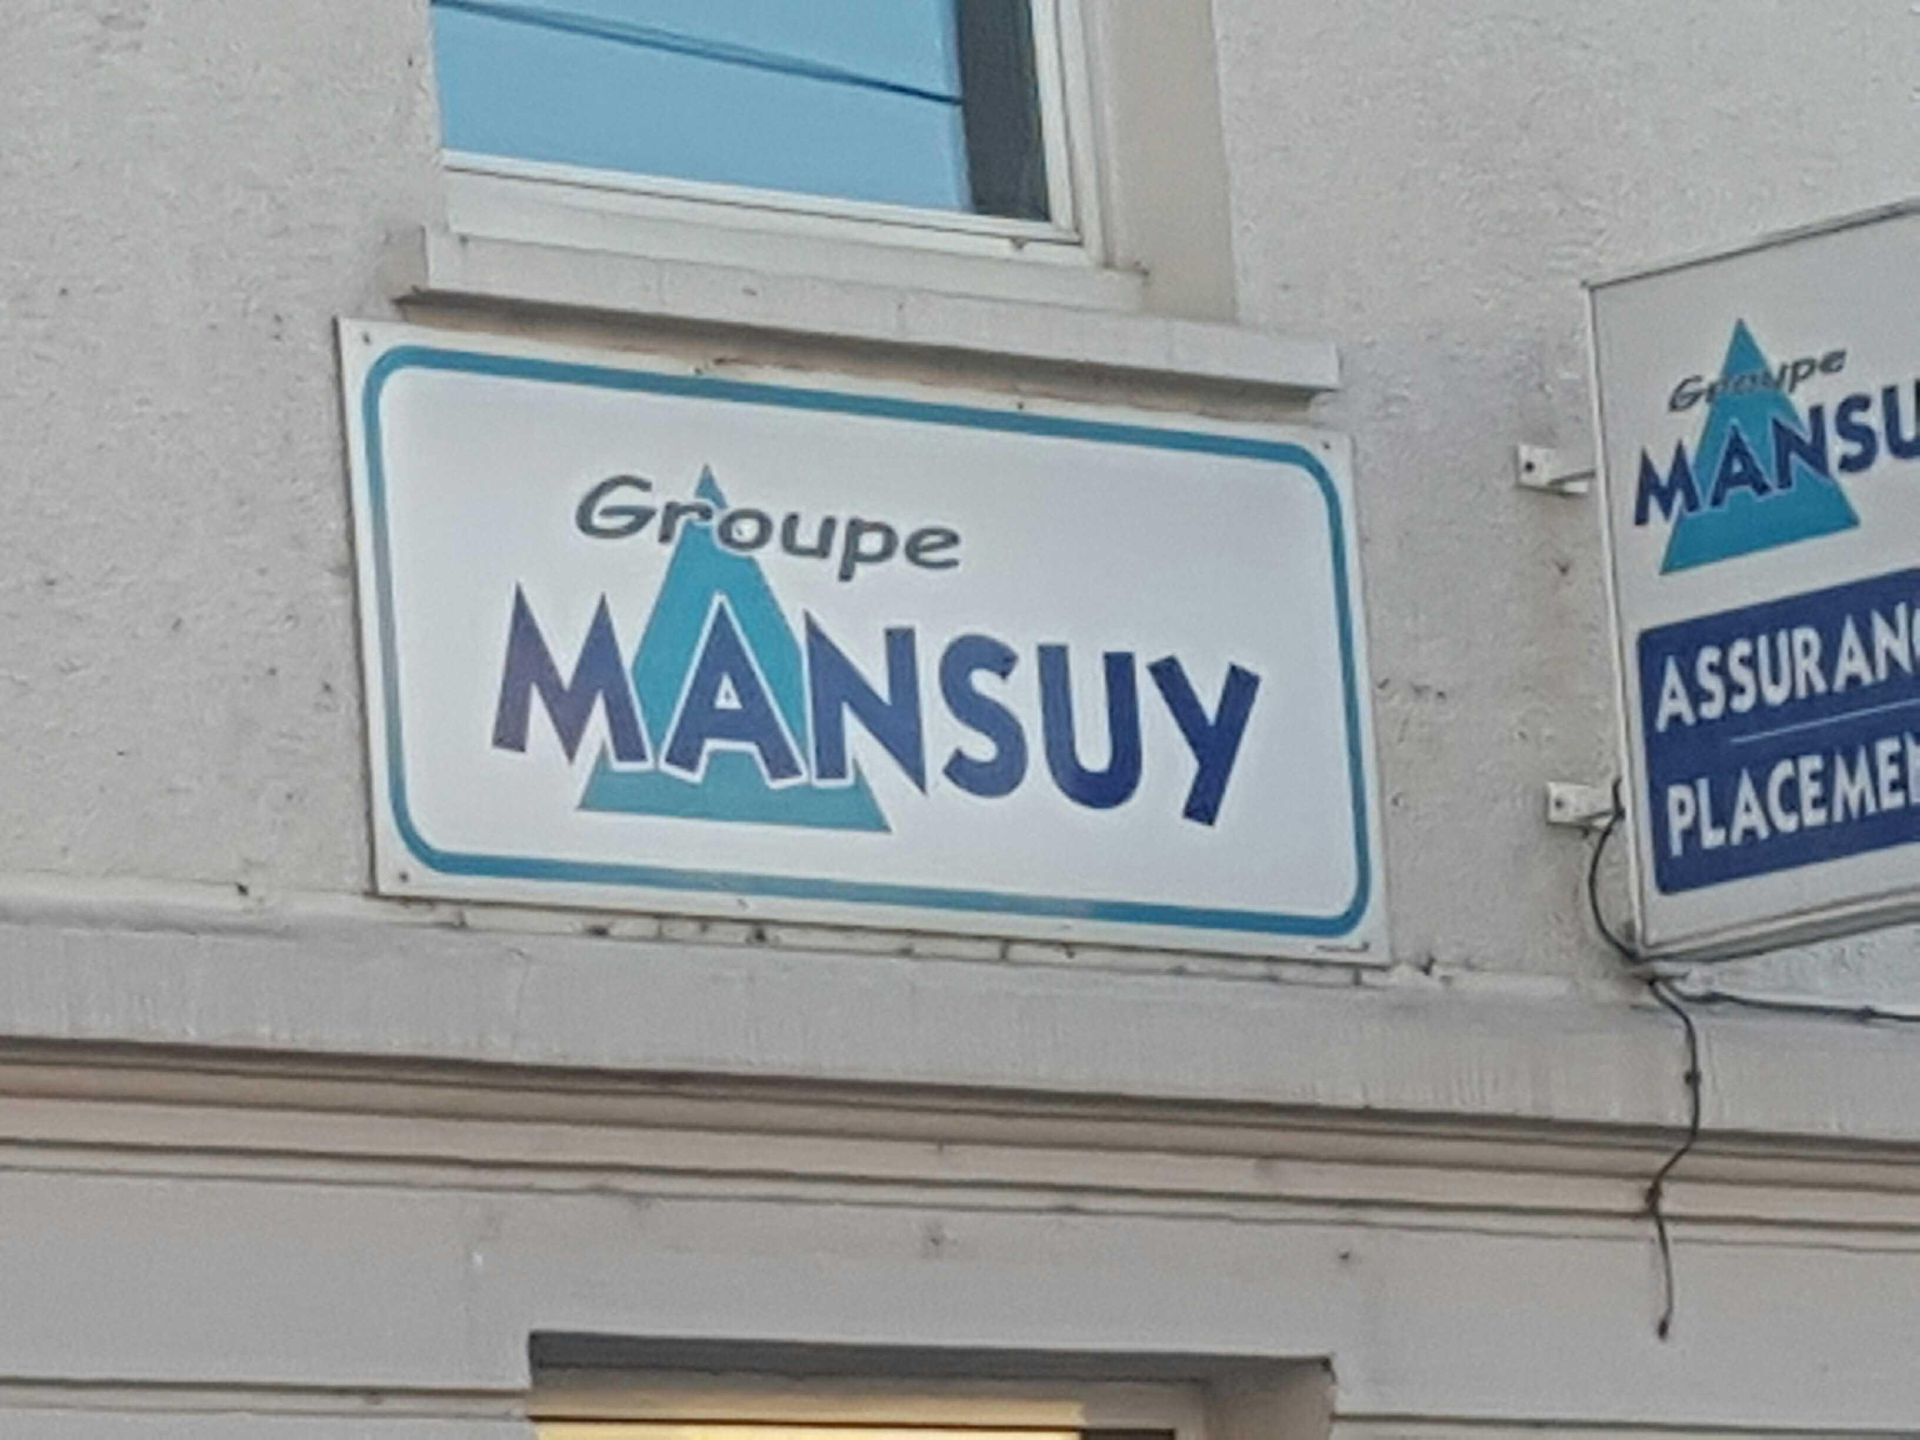 Groupe
MANSUY
Groupe
MANSU
ASSURANC
PLACEMEN